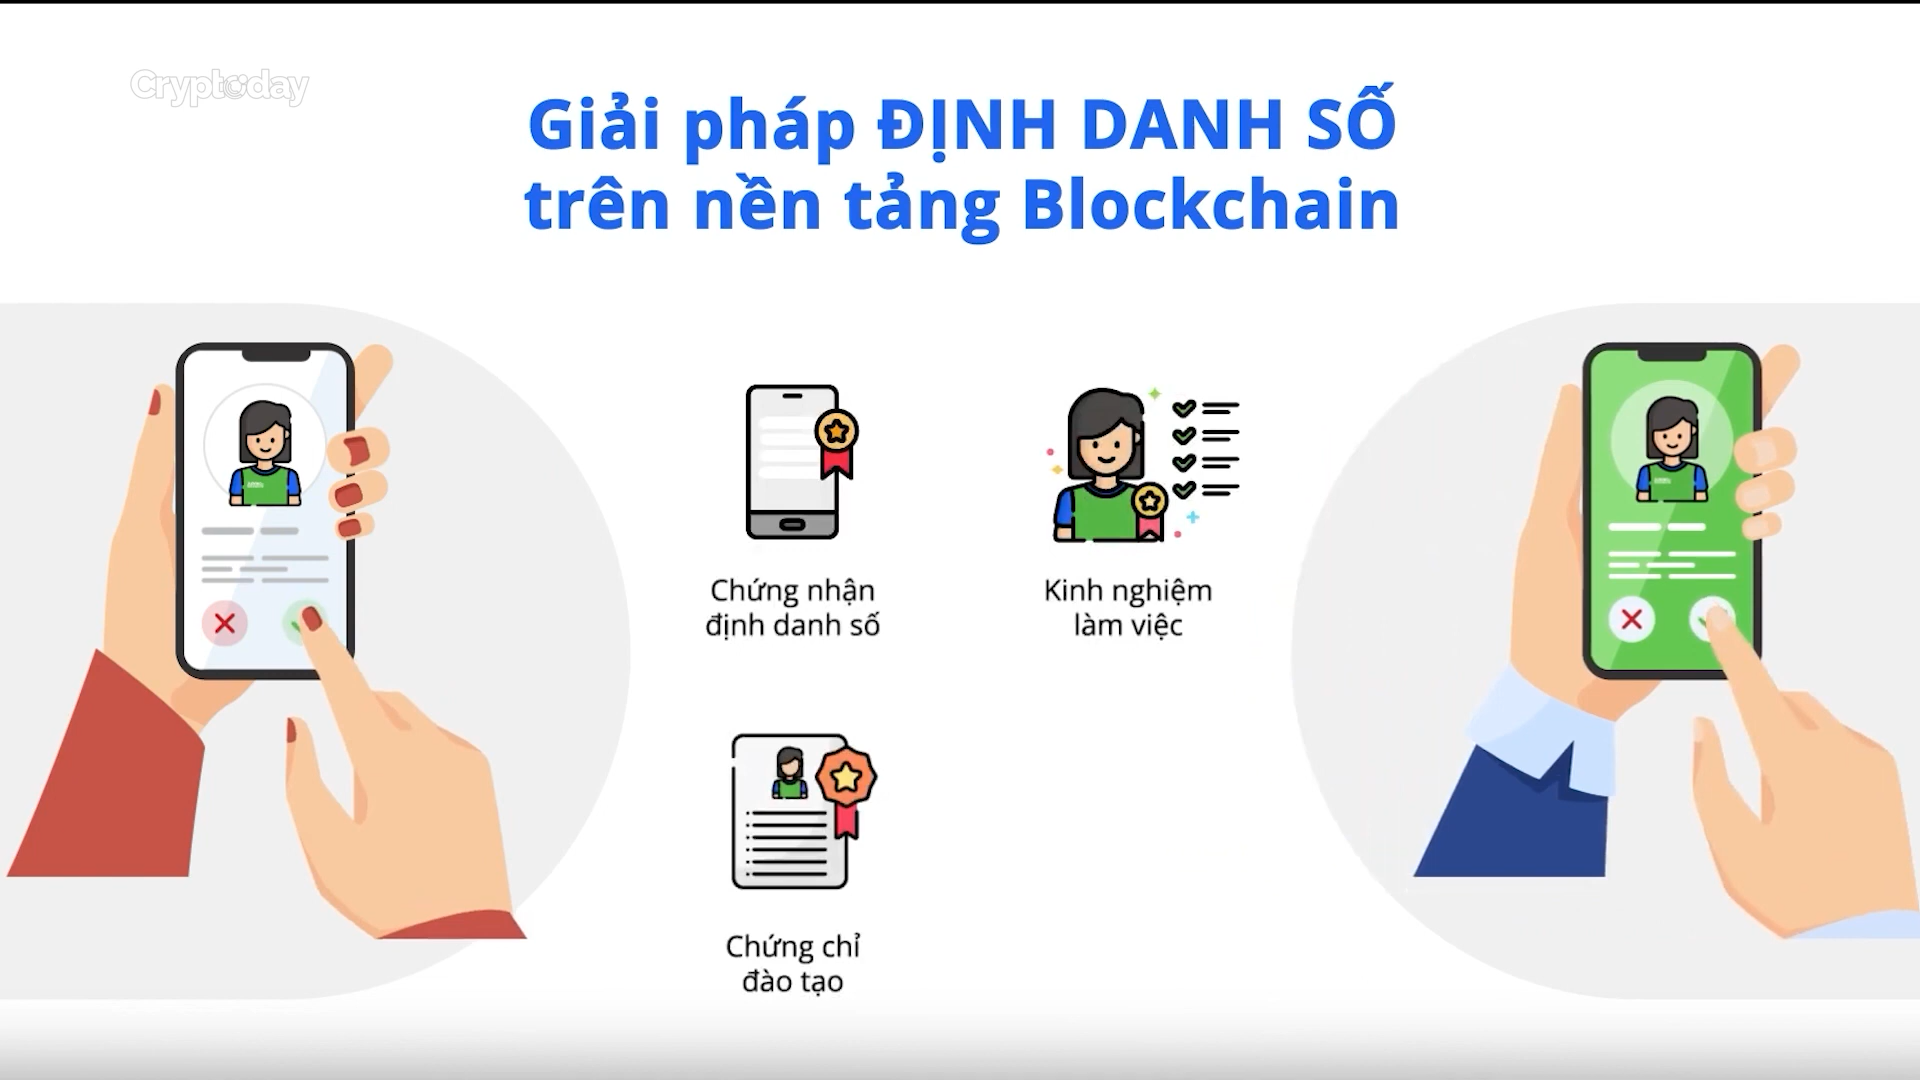 Cryptoday
Giải pháp ĐỊNH DANH SỐ
trên nền tảng Blockchain
Chứng nhận
định danh số
Kinh nghiệm
làm việc
Chứng chỉ
đào tạo